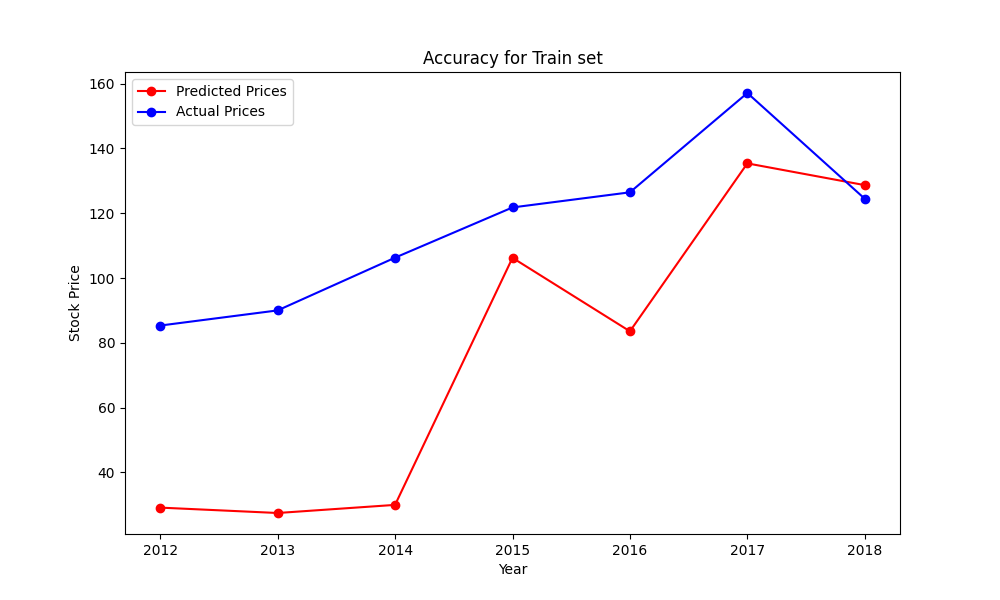 Accuracy for Train set
Predicted Prices
Actual Prices
160
140
120
100
80
60
40
Stock Price
2012 2013 2014 2015 2016 2017 2018
Year